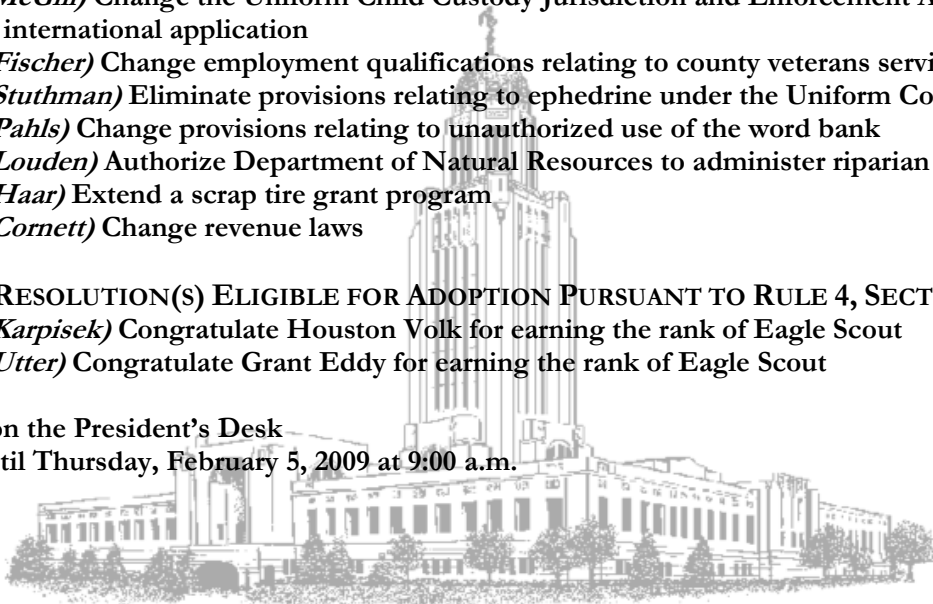 McGill) Change the Uniform Child Custody Jurisdiction and Enforcement A
international application
Fischer) Change employment qualifications relating to county veterans servi
Stuthman) Eliminate provisions relating to ephedrine under the Uniform Co
Pahls) Change provisions relating to unauthorized use of the word bank
Louden) Authorize Department of Natural Resources to administer riparian
Haar) Extend a scrap tire grant program
Cornett) Change revenue laws
RESOLUTION(S) ELIGIBLE FOR ADOPTION PURSUANT TO RULE 4, SECT
Karpisek) Congratulate Houston Volk for earning the rank of Eagle Scout
Utter) Congratulate Grant Eddy for earning the rank of Eagle Scout
on the President's Desk
til Thursday, February 5, 2009 at 9:00 a.m.